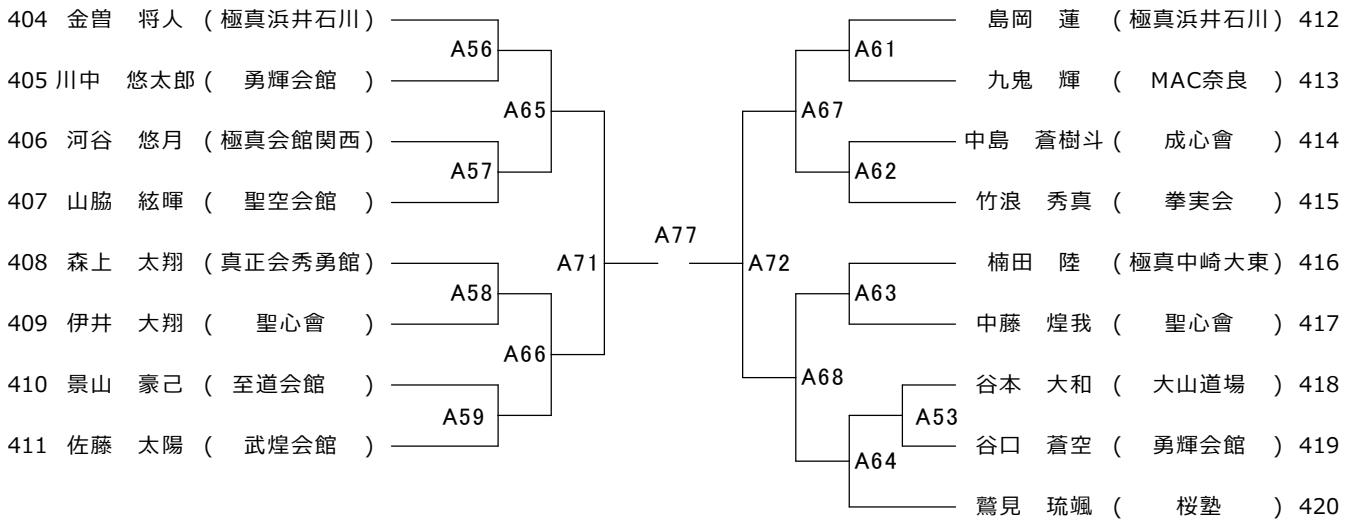 404 金曽 将人 (極真浜井石川)
A56
405 川中 悠太郎 ( 勇輝会館 )
A65
406 河谷 悠月 (極真会館関西)
A57
407 山脇 絃暉 ( 聖空会館 )
A71
408 森上 太翔 (真正会秀勇館)
A58
409 伊井 大翔 ( 聖心會 )
A66
410 景山 豪己 ( 至道会館 )
A59
411 佐藤 太陽 ( 武煌会館 )
A77
島岡 蓮 (極真浜井石川) 412
A61
九鬼 輝 ( MAC奈良 ) 413
A67
中島 蒼樹斗 ( 成心會 ) 414
A62
竹浪 秀真 ( 拳実会 ) 415
A72
楠田 陸 (極真中崎大東) 416
A63
中藤 煌我 ( 聖心會 ) 417
A68
谷本 大和 ( 大山道場 ) 418
A53
谷口 蒼空 ( 勇輝会館 ) 419
A64
鷲見 琉颯 ( 桜塾 ) 420